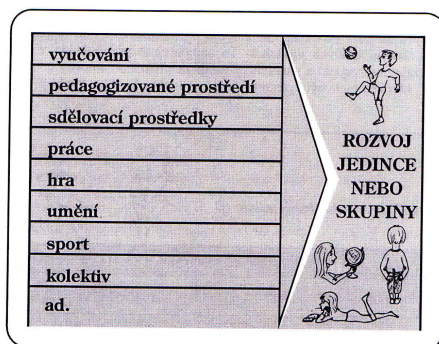 vyučování
pedagogizované prostředí
sdělovací prostředky
práce
hra
umění
sport
kolektiv
ad.
ROZVOJ
JEDINCE
NEBO
SKUPINY